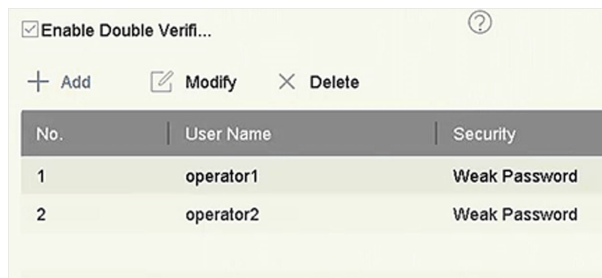 Enable Double Verifi...
Add Modify Delete
No. User Name Security
1 operator1 Weak Password
2 operator2 Weak Password